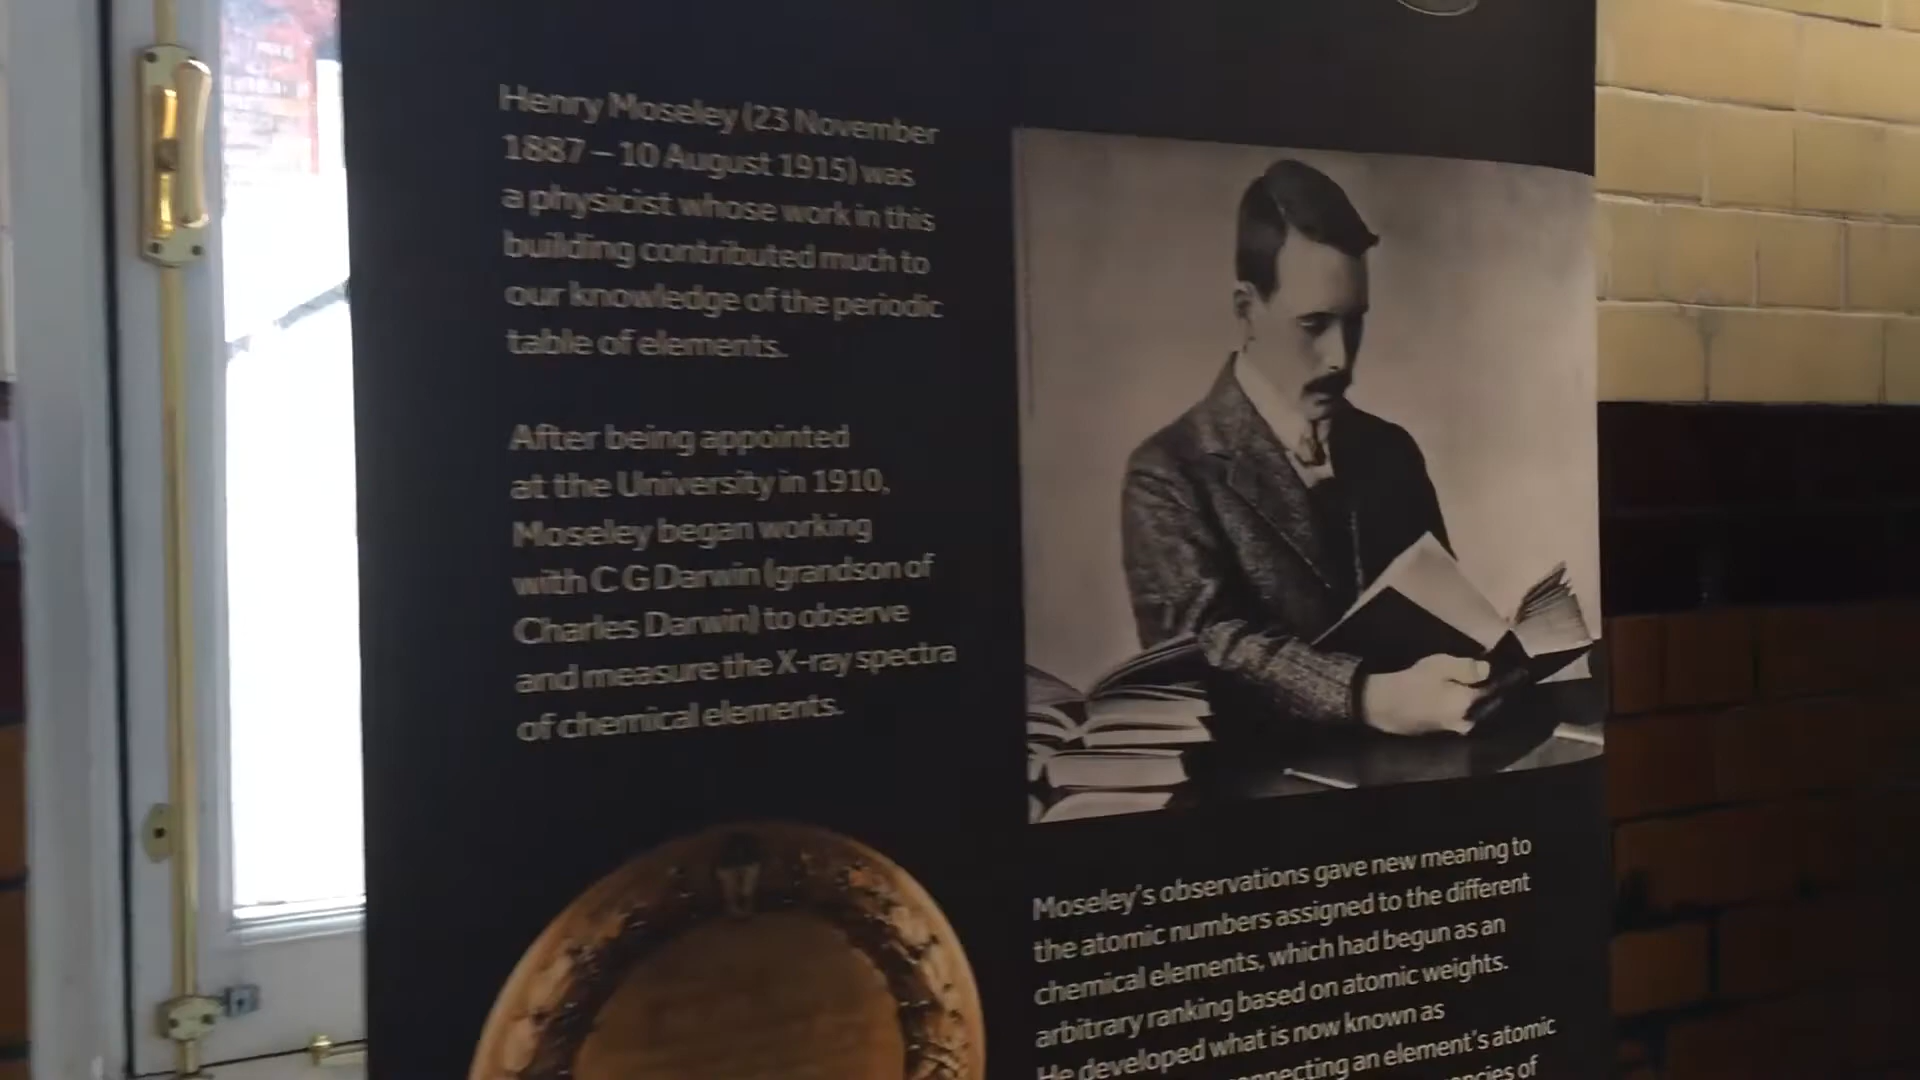 Henry Moseley (23 November
1887 – 10 August 1915) was
a physicist whose work in this
building contributed much to
our knowledge of the periodic
table of elements.
After being appointed
at the University in 1910,
Moseley began working
with C G Darwin (grandson of
Charles Darwin) to observe
and measure the X-ray spectra
of chemical elements.
Moseley's observations gave new meaning to
the atomic numbers assigned to the different
chemical elements, which had begun as an
arbitrary ranking based on atomic weights.
He developed what is now known as
an element's atomic
of